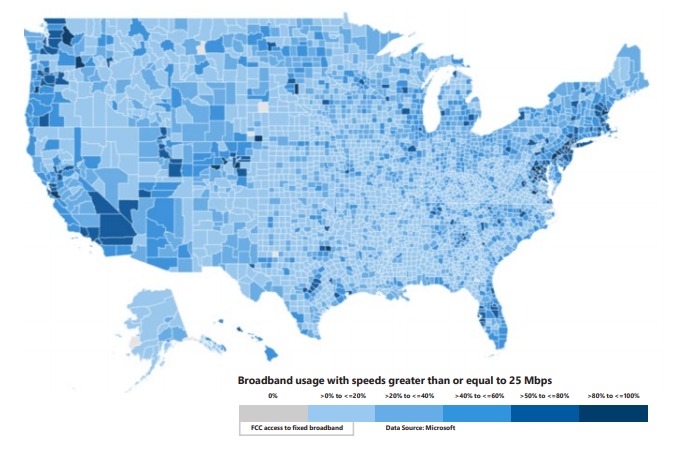 Broadband usage with speeds greater than or equal to 25 Mbps
0% >0% to <=20% >20% to <=40% >40% to <=60% >50% to <=80% >80% to <=100%
FCC access to fixed broadband Data Source: Microsoft